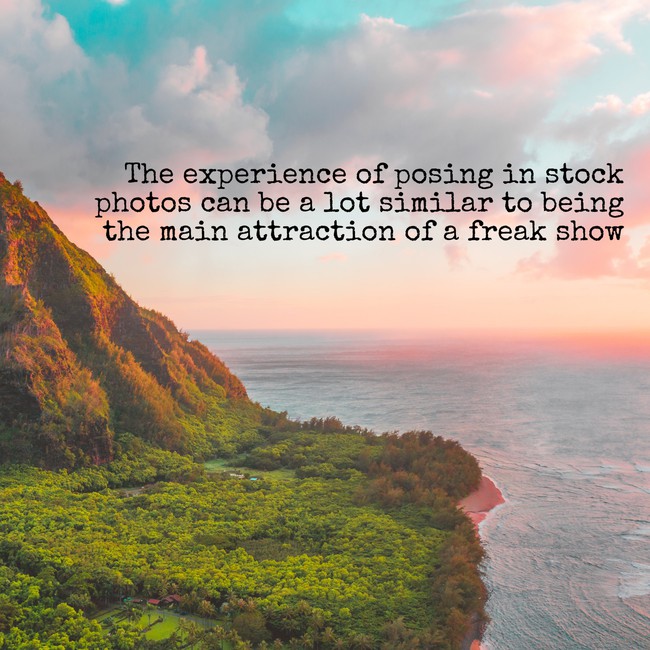 The experience of posing in stock
photos can be a lot similar to being
the main attraction of a freak show